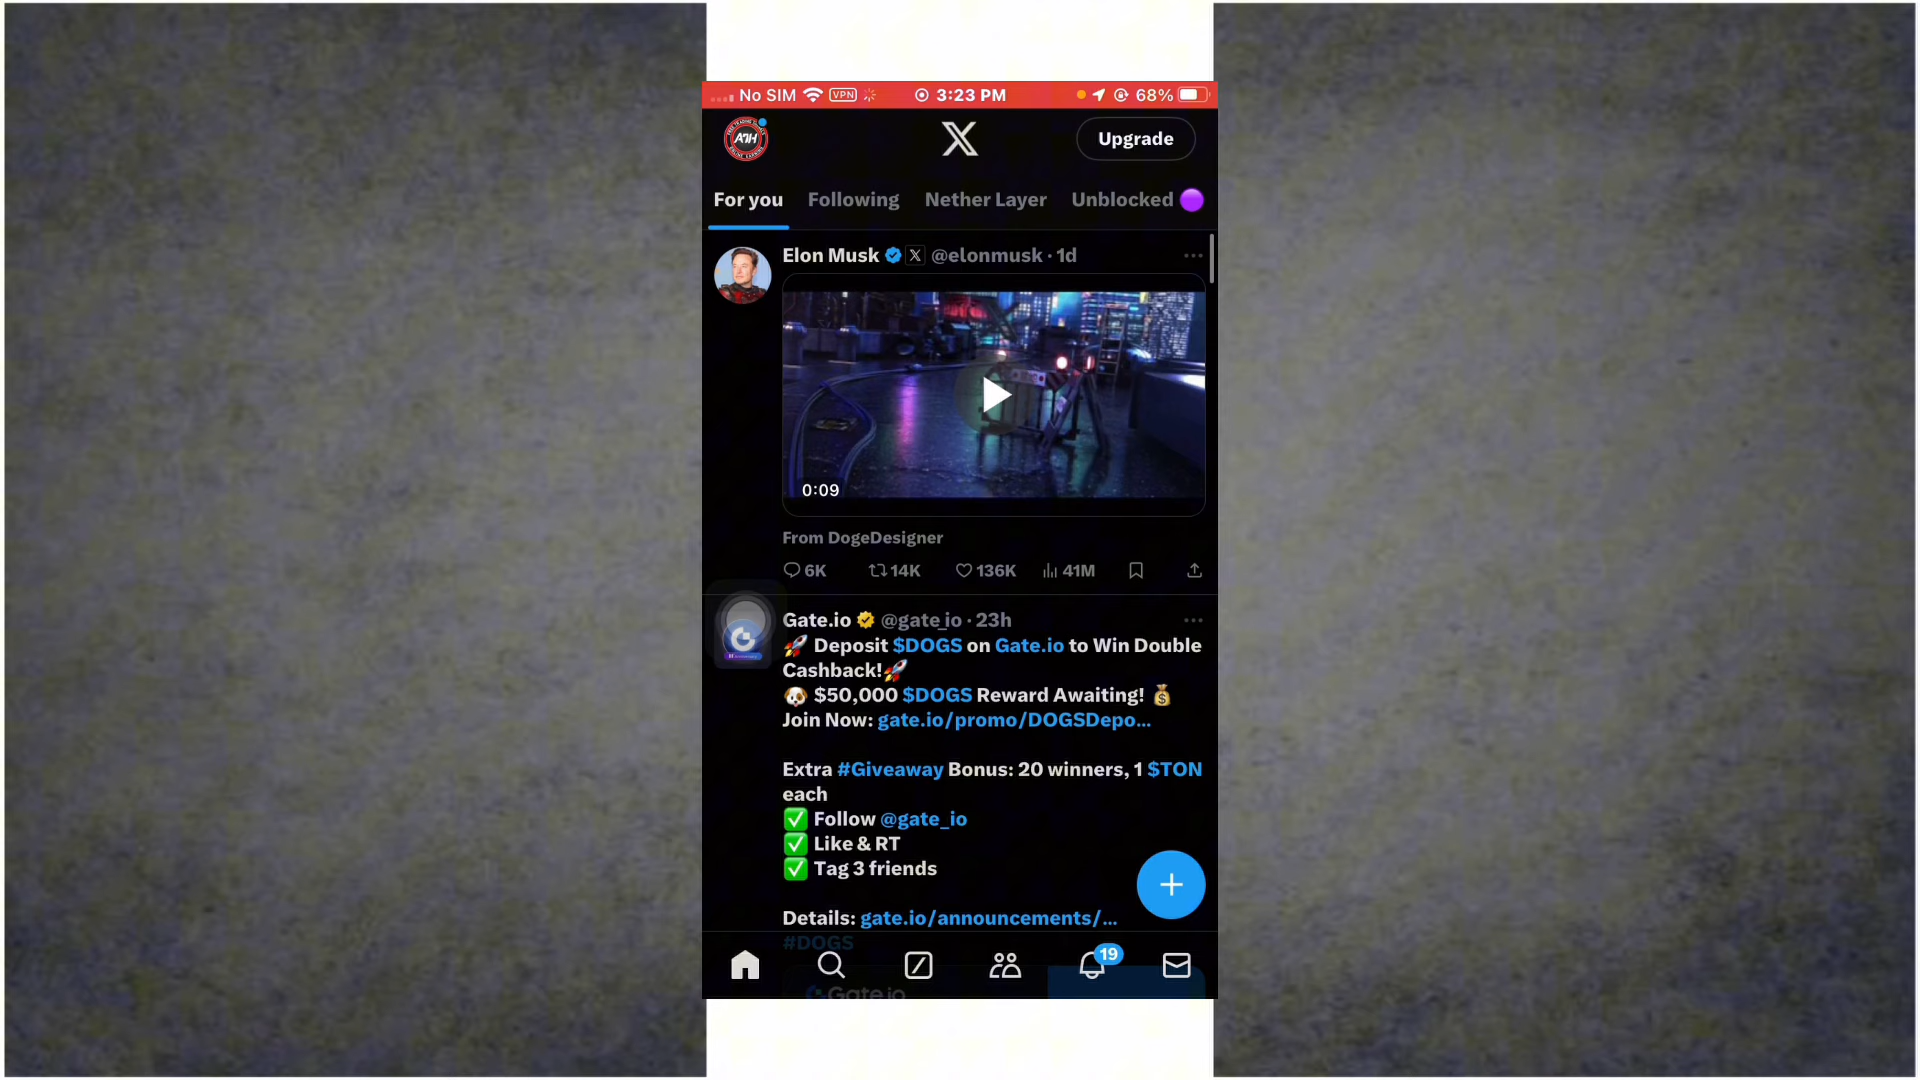 No SIM VPN 3:23 PM 68%
A7H Upgrade
For you Following Nether Layer Unblocked
Elon Musk @elonmusk · 1d
0:09
From DogeDesigner
6K 14K 136K 41M
Gate.io @gate_io · 23h
🚀 Deposit $DOGS on Gate.io to Win Double
Cashback!🚀
🐶 $50,000 $DOGS Reward Awaiting! 💰
Join Now: gate.io/promo/DOGSDepo...
Extra #Giveaway Bonus: 20 winners, 1 $TON
each
✅ Follow @gate_io
✅ Like & RT
✅ Tag 3 friends
Details: gate.io/announcements/...
#DOGS
19
Gate.io